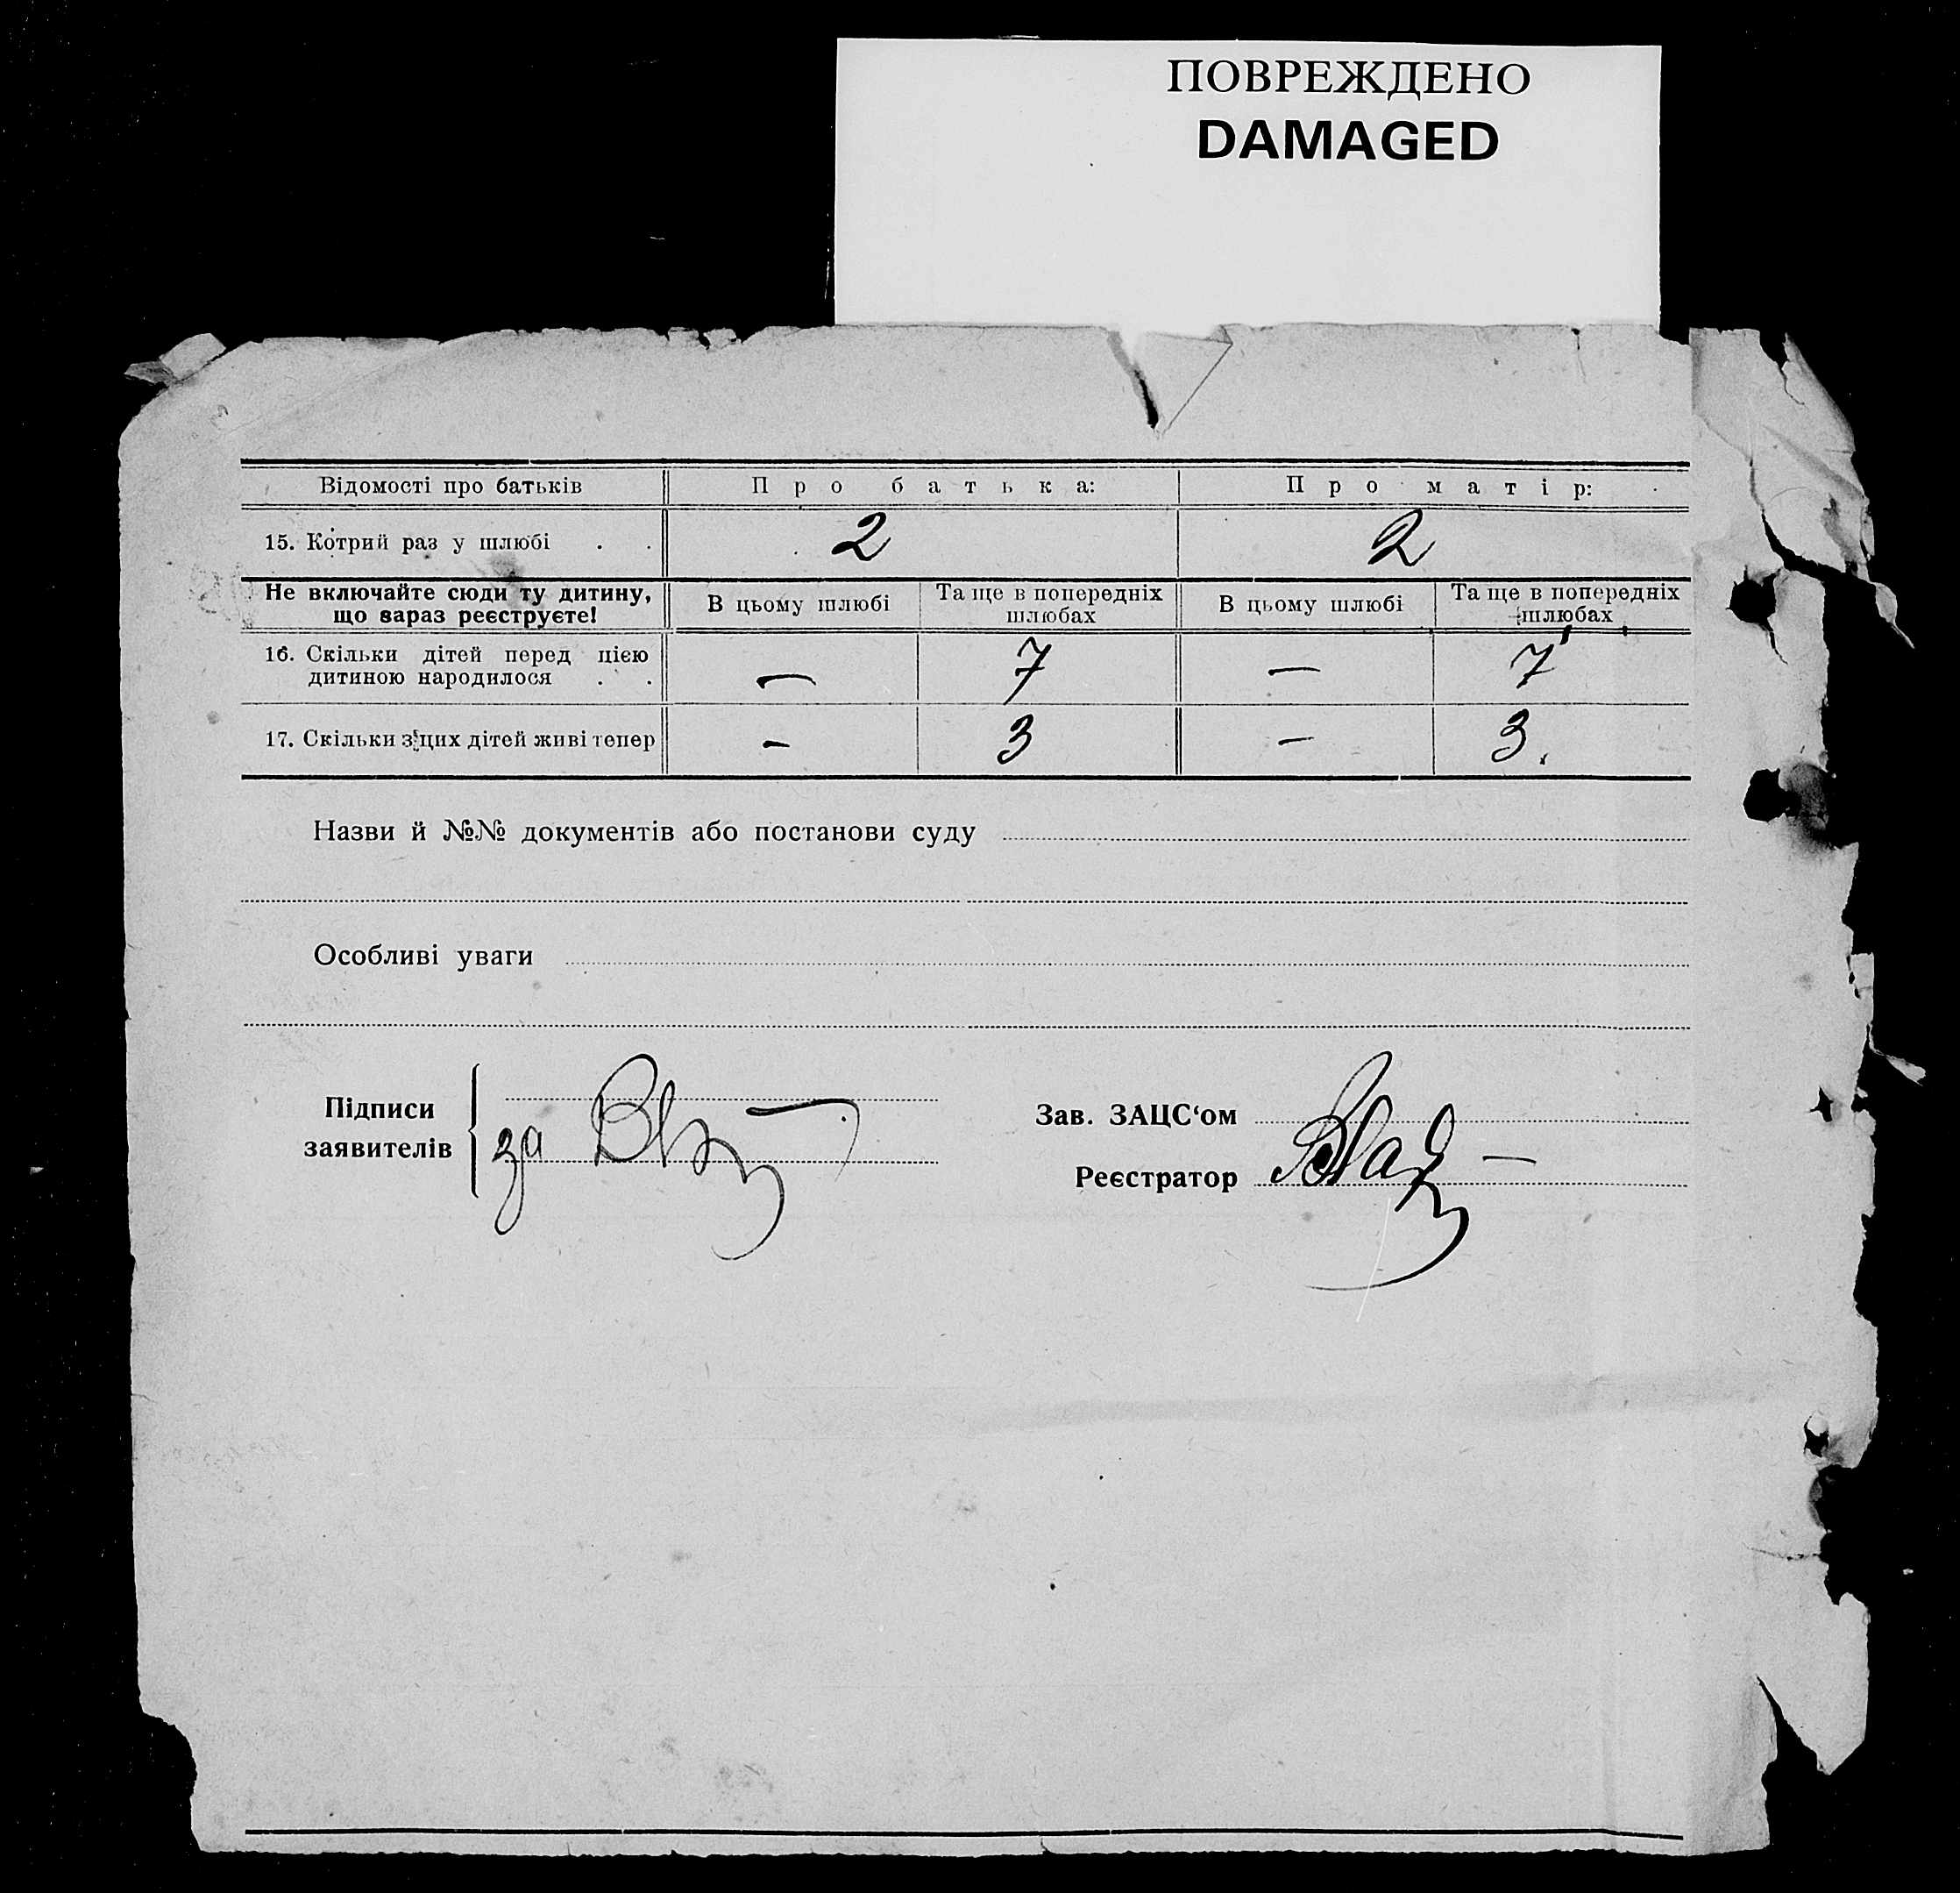 ПОВРЕЖДЕНО
DAMAGED
Відомості про батьків Про батька: Про матір:
15. Котрий раз у шлюбі . . 2 2
Не включайте сюди ту дитину, що зараз реєструєте! В цьому шлюбі Та ще в попередніх шлюбах В цьому шлюбі Та ще в попередніх шлюбах
16. Скільки дітей перед цією дитиною народилося . . — 7 — 7
17. Скільки з цих дітей живі тепер - 3 - 3.
Назви й №№ документів або постанови суду
Особливі уваги
Підписи заявителів за
Зав. ЗАЦС‘ом
Реєстратор